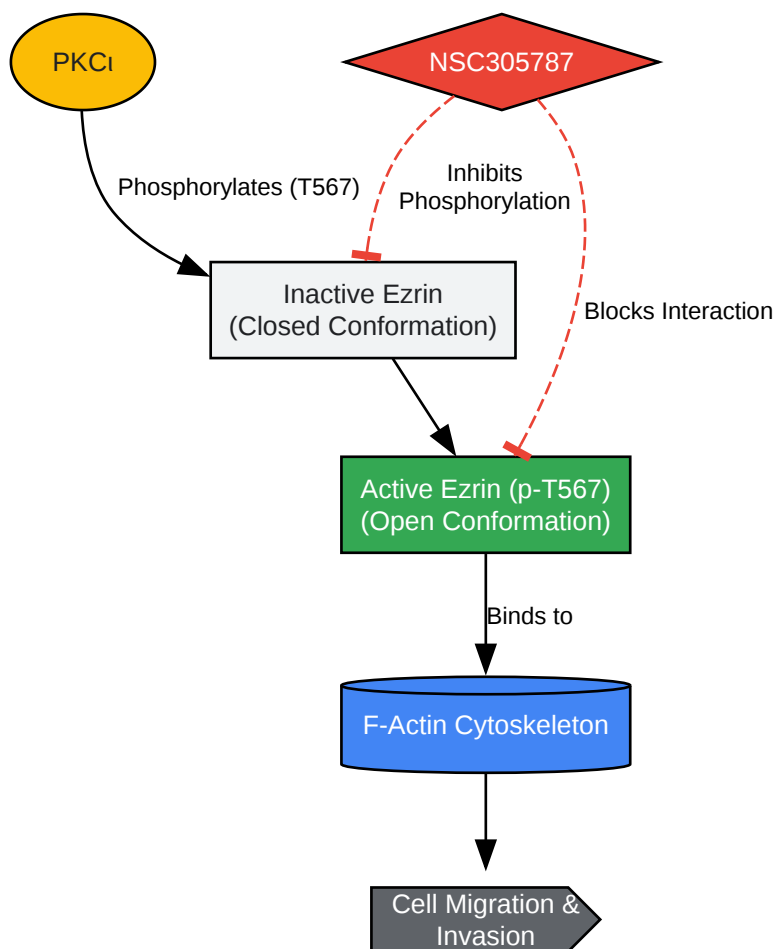 PKCι
NSC305787
Phosphorylates (T567)
Inhibits
Phosphorylation
Inactive Ezrin
(Closed Conformation)
Blocks Interaction
Active Ezrin (p-T567)
(Open Conformation)
Binds to
F-Actin Cytoskeleton
Cell Migration &
Invasion